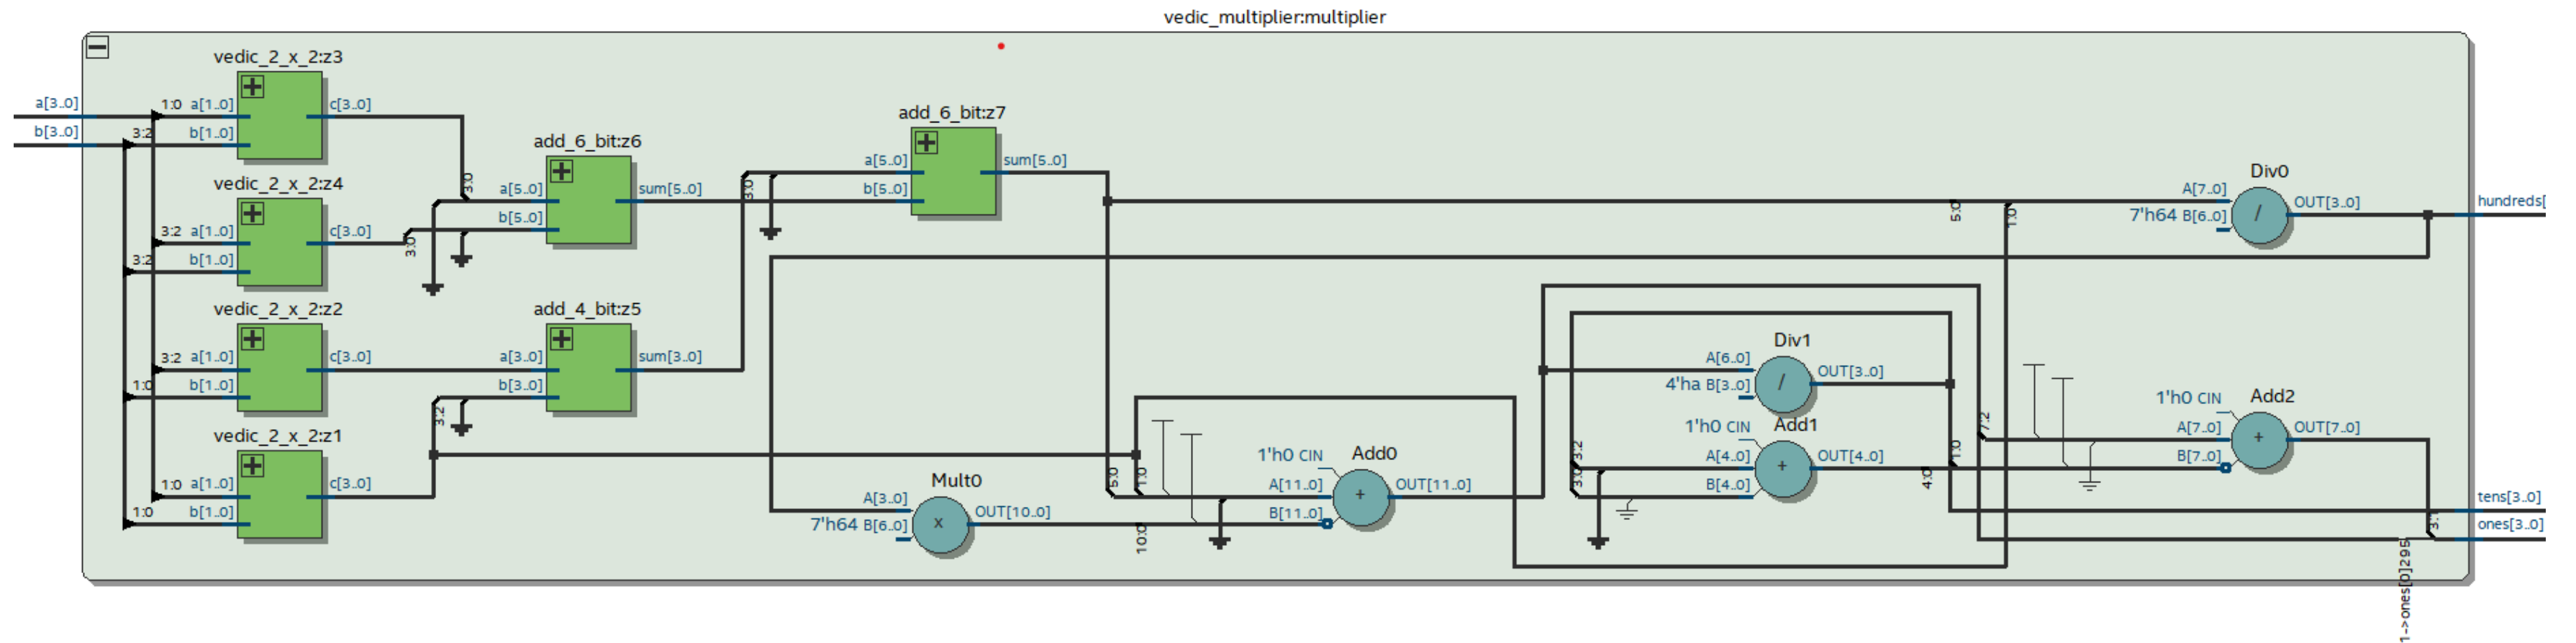 vedic_multiplier:multiplier
a[3..0]
b[3..0]
vedic_2_x_2:z3
1:0 a[1..0] c[3..0]
3:2 b[1..0]
vedic_2_x_2:z4
3:2 a[1..0] c[3..0]
3:2 b[1..0]
vedic_2_x_2:z2
3:2 a[1..0] c[3..0]
1:0 b[1..0]
vedic_2_x_2:z1
1:0 a[1..0] c[3..0]
1:0 b[1..0]
3:0
3:0
3:2
add_6_bit:z6
a[5..0] sum[5..0]
b[5..0]
add_4_bit:z5
a[3..0] sum[3..0]
b[3..0]
3:0
add_6_bit:z7
a[5..0] sum[5..0]
b[5..0]
Mult0
A[3..0]
7'h64 B[6..0]
OUT[10..0]
x
5:0
1:0
10:0
Add0
1'h0 CIN
A[11..0] OUT[11..0]
B[11..0]
+
Div1
A[6..0] OUT[3..0]
4'ha B[3..0]
/
Add1
1'h0 CIN
A[4..0] OUT[4..0]
B[4..0]
+
3:2
3:0
4:0
1:0
7:2
5:0
1:0
Div0
A[7..0] OUT[3..0]
7'h64 B[6..0]
/
Add2
1'h0 CIN
A[7..0] OUT[7..0]
B[7..0]
+
hundreds[
tens[3..0]
ones[3..0]
1->ones[0]295